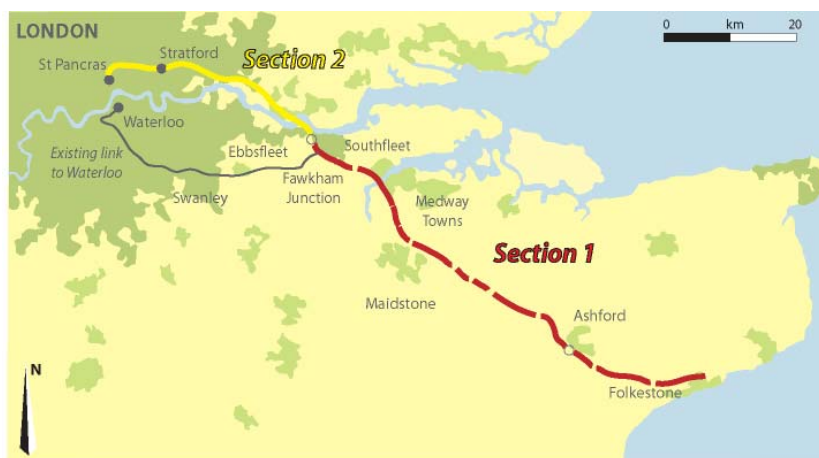 LONDON
0 km 20
Stratford
Section 2
St Pancras
Waterloo
Existing link
to Waterloo
Ebbsfleet
Southfleet
Fawkham
Junction
Swanley
Medway
Towns
Section 1
Maidstone
Ashford
N
Folkestone